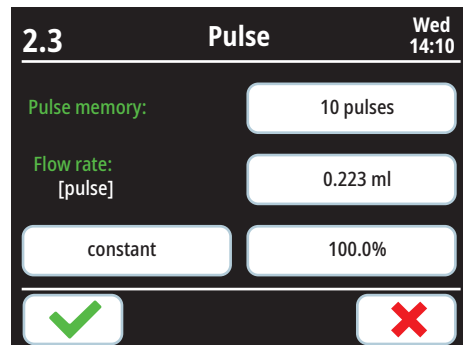 2.3
Pulse
Wed
14:10
Pulse memory:
10 pulses
Flow rate:
[pulse]
0.223 ml
constant
100.0%